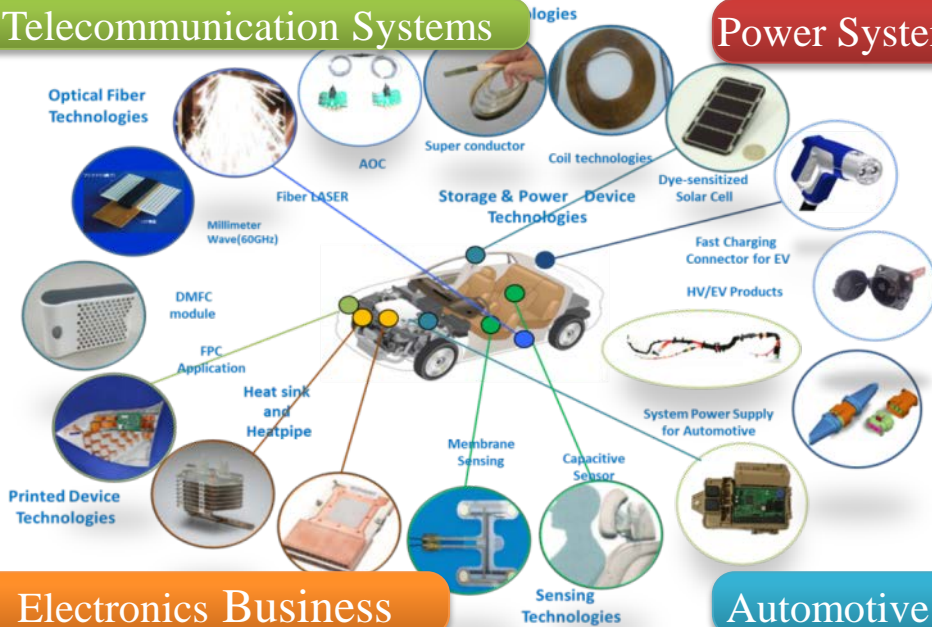 Telecommunication Systems
Power System
Optical Fiber
Technologies
AOC
Super conductor
Coil technologies
Dye-sensitized
Solar Cell
Fiber LASER
Storage & Power Device
Technologies
Millimeter
Wave(60GHz)
Fast Charging
Connector for EV
HV/EV Products
DMFC
module
FPC
Application
Heat sink
and
Heatpipe
System Power Supply
for Automotive
Membrane
Sensing
Capacitive
Sensor
Printed Device
Technologies
Sensing
Technologies
Electronics Business
Automotive